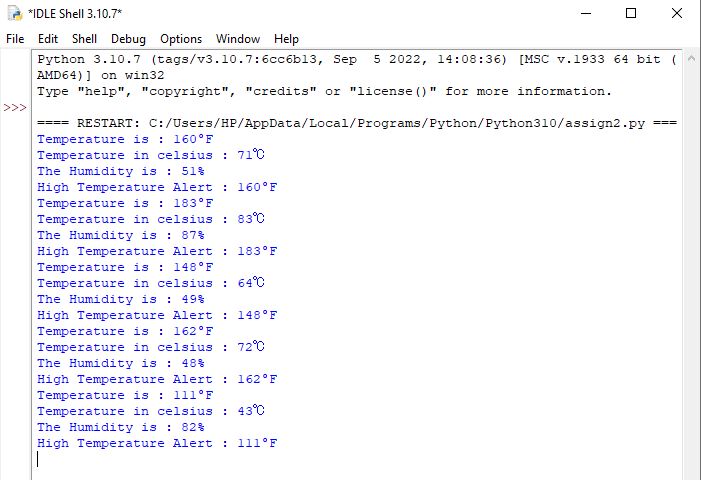 *IDLE Shell 3.10.7*
File Edit Shell Debug Options Window Help
Python 3.10.7 (tags/v3.10.7:6cc6b13, Sep  5 2022, 14:08:36) [MSC v.1933 64 bit (
AMD64)] on win32
Type "help", "copyright", "credits" or "license()" for more information.
>>>
==== RESTART: C:/Users/HP/AppData/Local/Programs/Python/Python310/assign2.py ===
Temperature is : 160°F
Temperature in celsius : 71℃
The Humidity is : 51%
High Temperature Alert : 160°F
Temperature is : 183°F
Temperature in celsius : 83℃
The Humidity is : 87%
High Temperature Alert : 183°F
Temperature is : 148°F
Temperature in celsius : 64℃
The Humidity is : 49%
High Temperature Alert : 148°F
Temperature is : 162°F
Temperature in celsius : 72℃
The Humidity is : 48%
High Temperature Alert : 162°F
Temperature is : 111°F
Temperature in celsius : 43℃
The Humidity is : 82%
High Temperature Alert : 111°F